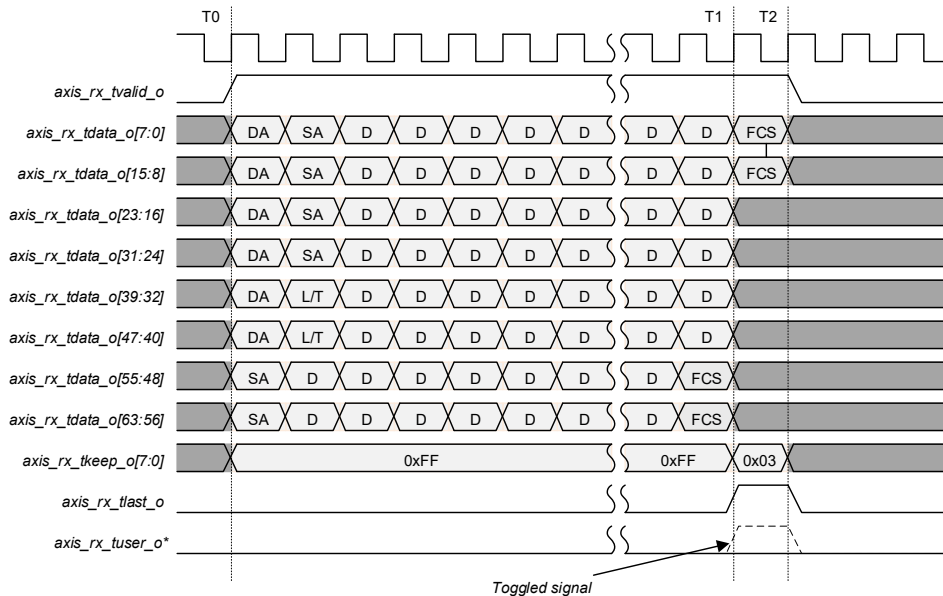 T0 T1 T2
axis_rx_tvalid_o
axis_rx_tdata_o[7:0] DA SA D D D D D D D FCS
axis_rx_tdata_o[15:8] DA SA D D D D D D D FCS
axis_rx_tdata_o[23:16] DA SA D D D D D D D
axis_rx_tdata_o[31:24] DA SA D D D D D D D
axis_rx_tdata_o[39:32] DA L/T D D D D D D D
axis_rx_tdata_o[47:40] DA L/T D D D D D D D
axis_rx_tdata_o[55:48] SA D D D D D D D FCS
axis_rx_tdata_o[63:56] SA D D D D D D D FCS
axis_rx_tkeep_o[7:0] 0xFF 0xFF 0x03
axis_rx_tlast_o
axis_rx_tuser_o*
Toggled signal